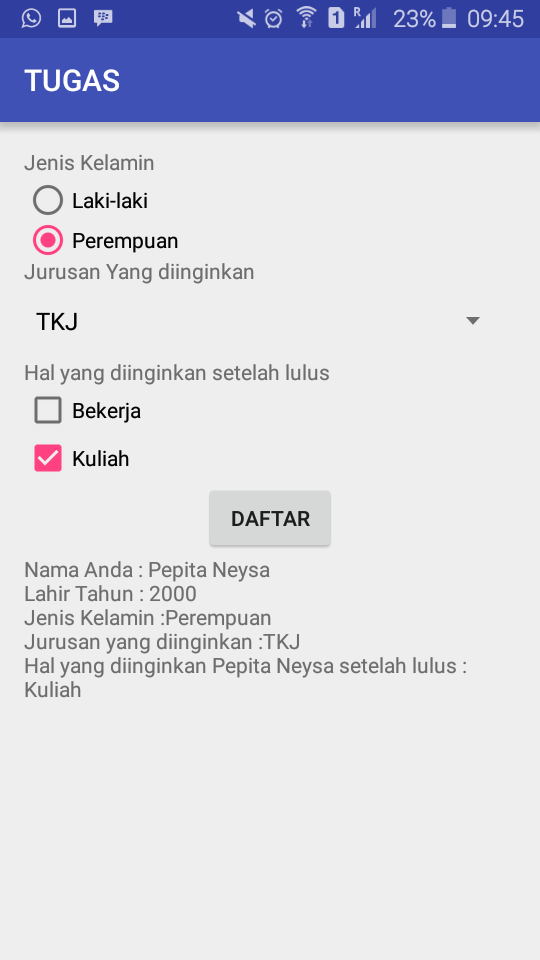 1 R 23% 09:45
TUGAS
Jenis Kelamin
Laki-laki
Perempuan
Jurusan Yang diinginkan
TKJ
Hal yang diinginkan setelah lulus
Bekerja
Kuliah
DAFTAR
Nama Anda : Pepita Neysa
Lahir Tahun : 2000
Jenis Kelamin :Perempuan
Jurusan yang diinginkan :TKJ
Hal yang diinginkan Pepita Neysa setelah lulus :
Kuliah